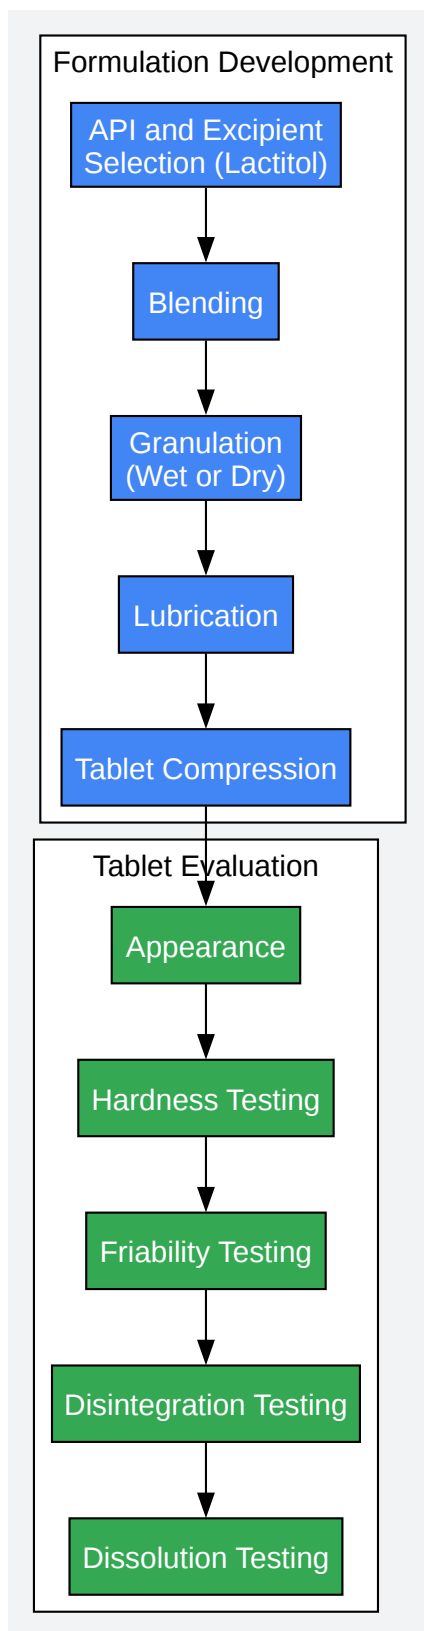 Formulation Development
API and Excipient
Selection (Lactitol)
Blending
Granulation
(Wet or Dry)
Lubrication
Tablet Compression
Tablet Evaluation
Appearance
Hardness Testing
Friability Testing
Disintegration Testing
Dissolution Testing